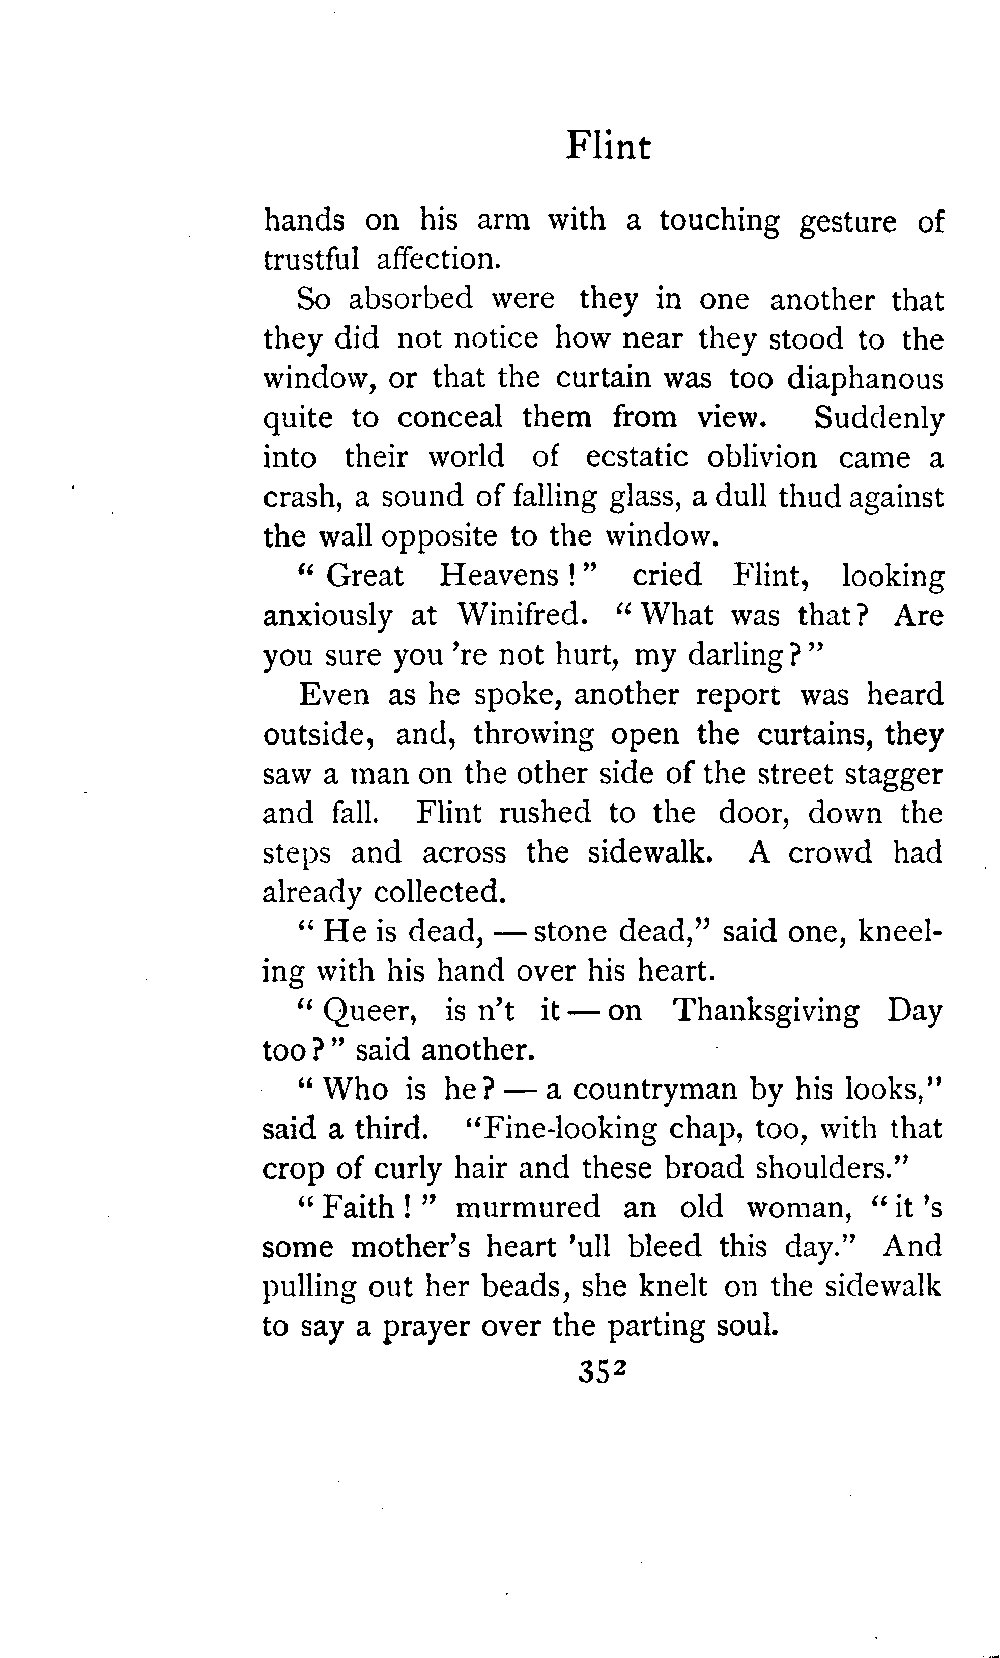 Flint
hands on his arm with a touching gesture of
trustful affection.
So absorbed were they in one another that
they did not notice how near they stood to the
window, or that the curtain was too diaphanous
quite to conceal them from view. Suddenly
into their world of ecstatic oblivion came a
crash, a sound of falling glass, a dull thud against
the wall opposite to the window.
“ Great Heavens ! ” cried Flint, looking
anxiously at Winifred. “ What was that? Are
you sure you 're not hurt, my darling? ”
Even as he spoke, another report was heard
outside, and, throwing open the curtains, they
saw a man on the other side of the street stagger
and fall. Flint rushed to the door, down the
steps and across the sidewalk. A crowd had
already collected.
“ He is dead, — stone dead,” said one, kneel-
ing with his hand over his heart.
“ Queer, is n't it — on Thanksgiving Day
too? ” said another.
“ Who is he? — a countryman by his looks,”
said a third. “Fine-looking chap, too, with that
crop of curly hair and these broad shoulders.”
“ Faith ! ” murmured an old woman, “ it 's
some mother's heart 'ull bleed this day.” And
pulling out her beads, she knelt on the sidewalk
to say a prayer over the parting soul.
352